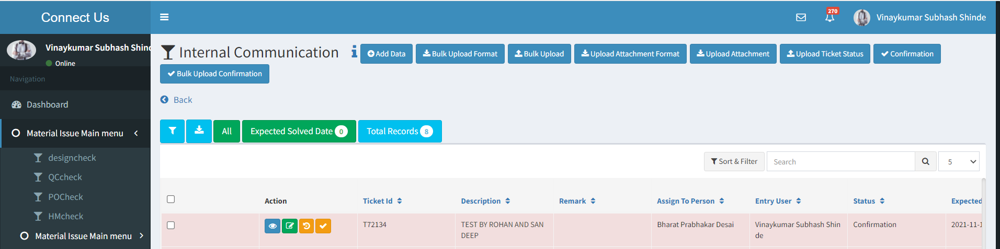 Connect Us
270
Vinaykumar Subhash Shinde
Vinaykumar Subhash Shind
Online
Navigation
Dashboard
Material Issue Main menu
designcheck
QCcheck
POCheck
HMcheck
Material Issue Main menu
Internal Communication
Add Data
Bulk Upload Format
Bulk Upload
Upload Attachment Format
Upload Attachment
Upload Ticket Status
Confirmation
Bulk Upload Confirmation
Back
All
Expected Solved Date 0
Total Records 8
Sort & Filter
Search
5
Action
Ticket Id
Description
Remark
Assign To Person
Entry User
Status
Expected
T72134
TEST BY ROHAN AND SAN
DEEP
Bharat Prabhakar Desai
Vinaykumar Subhash Shin
de
Confirmation
2021-11-1